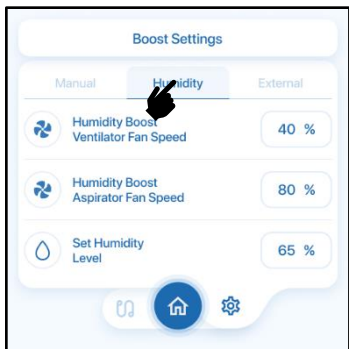 Boost Settings
Manual Humidity External
Humidity Boost
Ventilator Fan Speed
40 %
Humidity Boost
Aspirator Fan Speed
80 %
Set Humidity
Level
65 %